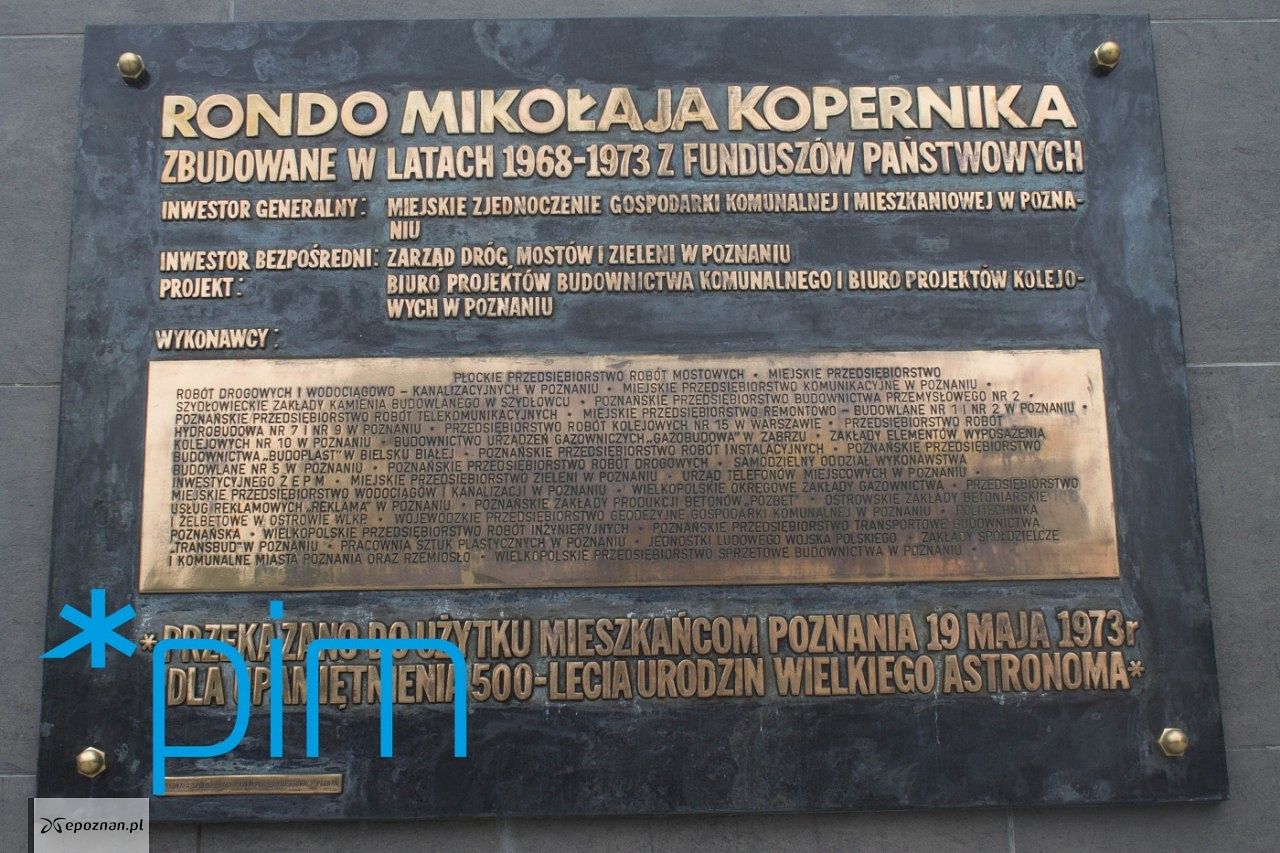 RONDO MIKOŁAJA KOPERNIKA
ZBUDOWANE W LATACH 1968-1973 Z FUNDUSZÓW PAŃSTWOWYCH
INWESTOR GENERALNY: MIEJSKIE ZJEDNOCZENIE GOSPODARKI KOMUNALNEJ I MIESZKANIOWEJ W POZNA-
NIU
INWESTOR BEZPOŚREDNI: ZARZĄD DRÓG, MOSTÓW I ZIELENI W POZNANIU
PROJEKT: BIURO PROJEKTÓW BUDOWNICTWA KOMUNALNEGO I BIURO PROJEKTÓW KOLEJO-
WYCH W POZNANIU
WYKONAWCY:
PŁOCKIE PRZEDSIĘBIORSTWO ROBÓT MOSTOWYCH • MIEJSKIE PRZEDSIĘBIORSTWO
ROBÓT DROGOWYCH I WODOCIĄGOWO – KANALIZACYJNYCH W POZNANIU • MIEJSKIE PRZEDSIĘBIORSTWO KOMUNIKACYJNE W POZNANIU •
SZYDŁOWIECKIE ZAKŁADY KAMIENIA BUDOWLANEGO W SZYDŁOWCU • POZNAŃSKIE PRZEDSIĘBIORSTWO BUDOWNICTWA PRZEMYSŁOWEGO NR 2 •
POZNAŃSKIE PRZEDSIĘBIORSTWO ROBÓT TELEKOMUNIKACYJNYCH • MIEJSKIE PRZEDSIĘBIORSTWO REMONTOWO – BUDOWLANE NR 1 I NR 2 W POZNANIU •
HYDROBUDOWA NR 7 I NR 9 W POZNANIU • PRZEDSIĘBIORSTWO ROBÓT KOLEJOWYCH NR 15 W WARSZAWIE • PRZEDSIĘBIORSTWO ROBÓT
KOLEJOWYCH NR 10 W POZNANIU • BUDOWNICTWO URZĄDZEŃ GAZOWNICZYCH „GAZOBUDOWA" W ZABRZU • ZAKŁADY ELEMENTÓW WYPOSAŻENIA
BUDOWNICTWA „BUDOPLAST" W BIELSKU BIAŁEJ • POZNAŃSKIE PRZEDSIĘBIORSTWO ROBÓT INSTALACYJNYCH • POZNAŃSKIE PRZEDSIĘBIORSTWO
BUDOWLANE NR 5 W POZNANIU • POZNAŃSKIE PRZEDSIĘBIORSTWO ROBÓT DROGOWYCH • SAMODZIELNY ODDZIAŁ WYKONAWSTWA
INWESTYCYJNEGO Z E P M • MIEJSKIE PRZEDSIĘBIORSTWO ZIELENI W POZNANIU • URZĄD TELEFONÓW MIEJSCOWYCH W POZNANIU •
MIEJSKIE PRZEDSIĘBIORSTWO WODOCIĄGÓW I KANALIZACJI W POZNANIU • WIELKOPOLSKIE OKRĘGOWE ZAKŁADY GAZOWNICTWA • PRZEDSIĘBIORSTWO
USŁUG REKLAMOWYCH „REKLAMA" W POZNANIU • POZNAŃSKIE ZAKŁADY PRODUKCJI BETONÓW „POZBET" • OSTROWSKIE ZAKŁADY BETONIARSKIE
I ŻELBETOWE W OSTROWIE WLKP • WOJEWÓDZKIE PRZEDSIĘBIORSTWO GEODEZYJNE GOSPODARKI KOMUNALNEJ W POZNANIU • POLITECHNIKA
POZNAŃSKA • WIELKOPOLSKIE PRZEDSIĘBIORSTWO ROBÓT INŻYNIERYJNYCH • POZNAŃSKIE PRZEDSIĘBIORSTWO TRANSPORTOWE BUDOWNICTWA
„TRANSBUD" W POZNANIU • PRACOWNIA SZTUK PLASTYCZNYCH W POZNANIU • JEDNOSTKI LUDOWEGO WOJSKA POLSKIEGO • ZAKŁADY SPÓŁDZIELCZE
I KOMUNALNE MIASTA POZNANIA ORAZ RZEMIOSŁO • WIELKOPOLSKIE PRZEDSIĘBIORSTWO SPRZĘTOWE BUDOWNICTWA W POZNANIU •
*PRZEKAZANO DO UŻYTKU MIESZKAŃCOM POZNANIA 19 MAJA 1973r
DLA UPAMIĘTNIENIA 500-LECIA URODZIN WIELKIEGO ASTRONOMA*
*pim
epoznan.pl